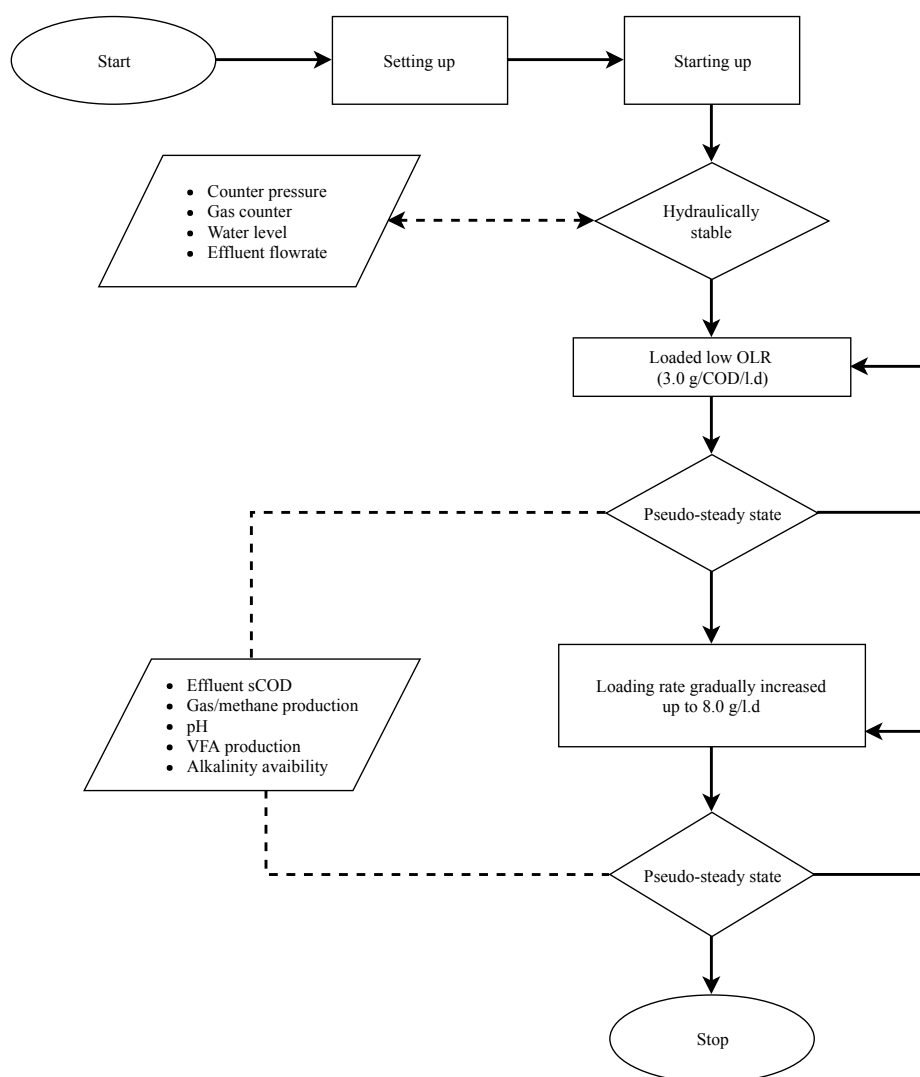 Start
Setting up
Starting up
• Counter pressure
• Gas counter
• Water level
• Effluent flowrate
Hydraulically
stable
Loaded low OLR
(3.0 g/COD/l.d)
Pseudo-steady state
Loading rate gradually increased
up to 8.0 g/l.d
• Effluent sCOD
• Gas/methane production
• pH
• VFA production
• Alkalinity avaibility
Pseudo-steady state
Stop